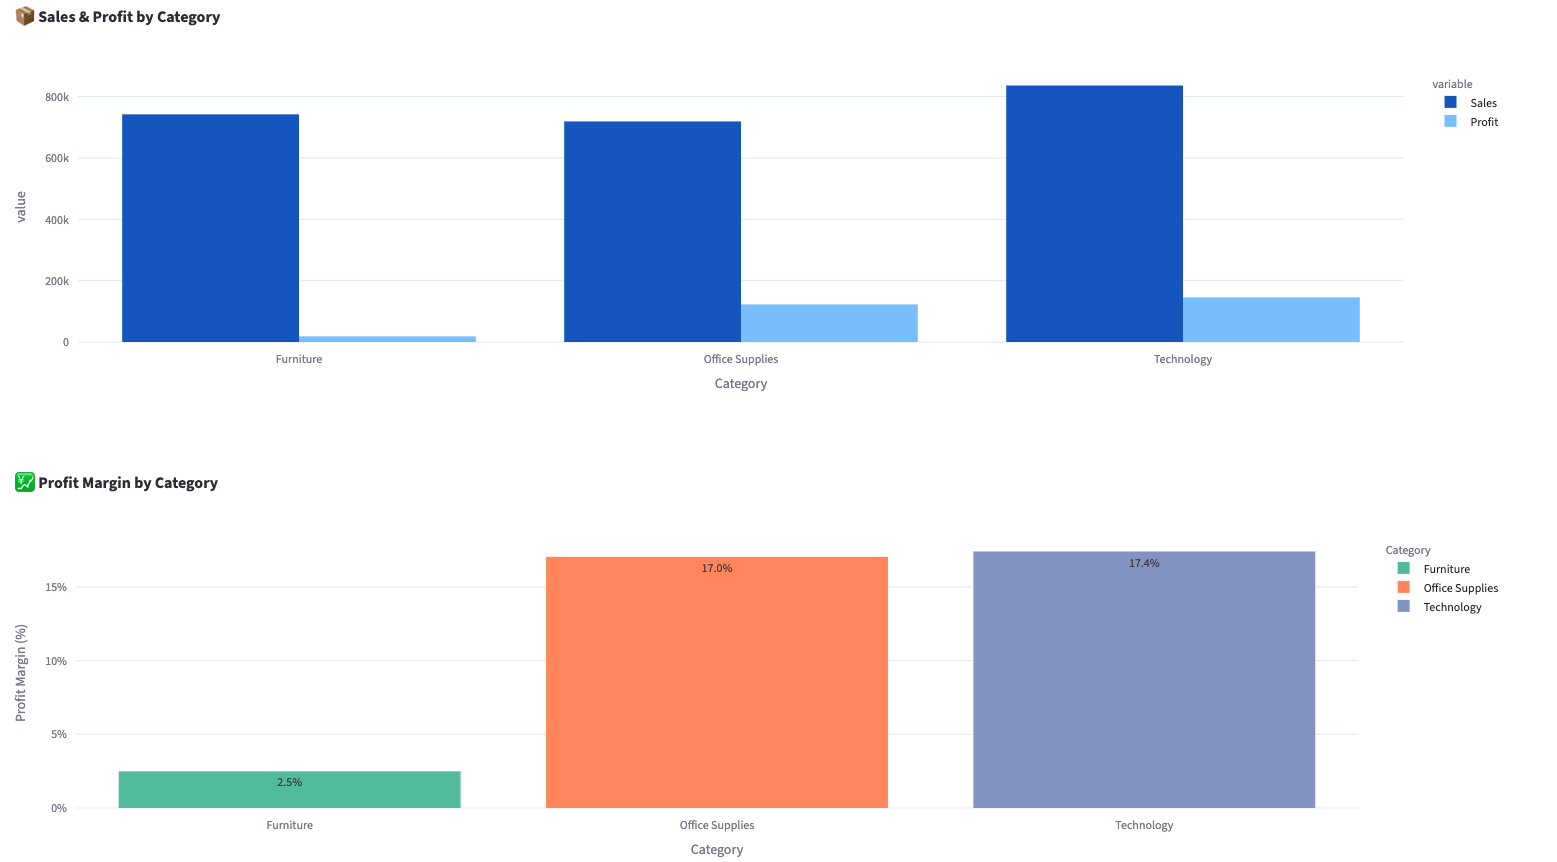 📦 Sales & Profit by Category
800k
600k
400k
200k
0
value
Furniture
Office Supplies
Technology
Category
variable
Sales
Profit
💹 Profit Margin by Category
15%
10%
5%
0%
Profit Margin (%)
2.5%
17.0%
17.4%
Furniture
Office Supplies
Technology
Category
Category
Furniture
Office Supplies
Technology